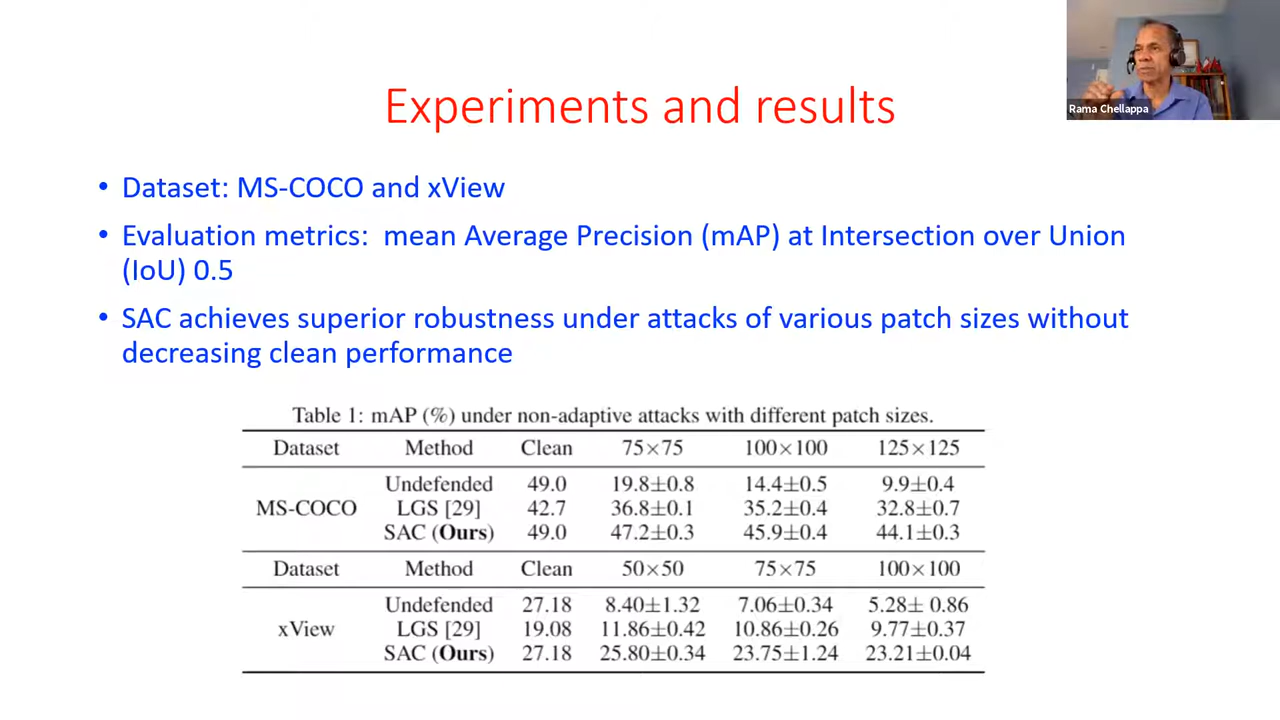 Rama Chellappa
Experiments and results
• Dataset: MS-COCO and xView
• Evaluation metrics: mean Average Precision (mAP) at Intersection over Union
(IoU) 0.5
• SAC achieves superior robustness under attacks of various patch sizes without
decreasing clean performance
Table 1: mAP (%) under non-adaptive attacks with different patch sizes.
Dataset Method Clean 75×75 100×100 125×125
Undefended 49.0 19.8±0.8 14.4±0.5 9.9±0.4
MS-COCO LGS [29] 42.7 36.8±0.1 35.2±0.4 32.8±0.7
SAC (Ours) 49.0 47.2±0.3 45.9±0.4 44.1±0.3
Dataset Method Clean 50×50 75×75 100×100
Undefended 27.18 8.40±1.32 7.06±0.34 5.28± 0.86
xView LGS [29] 19.08 11.86±0.42 10.86±0.26 9.77±0.37
SAC (Ours) 27.18 25.80±0.34 23.75±1.24 23.21±0.04